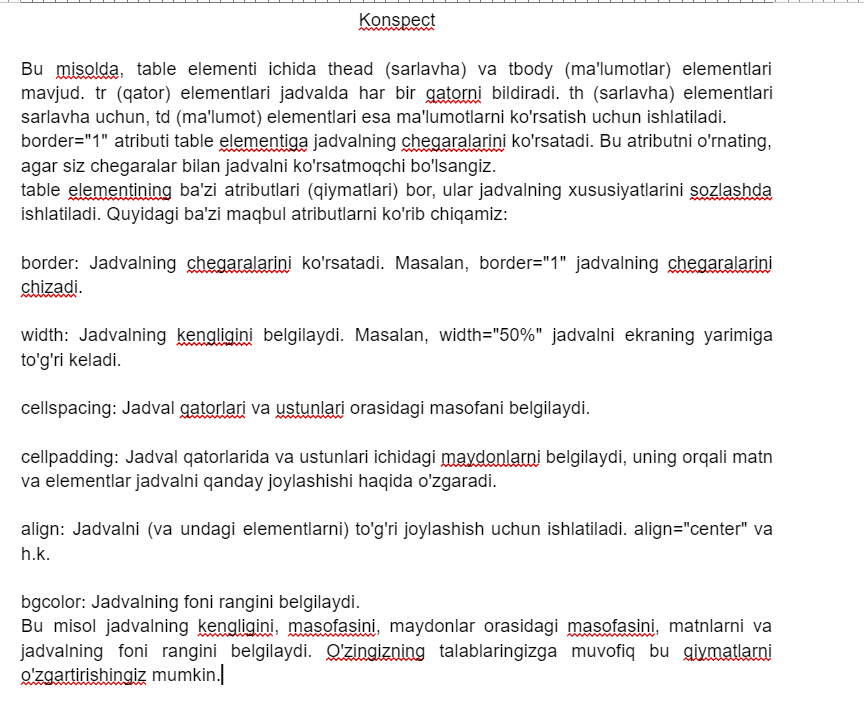 Konspect
Bu misolda, table elementi ichida thead (sarlavha) va tbody (ma'lumotlar) elementlari
mavjud. tr (qator) elementlari jadvalda har bir qatorni bildiradi. th (sarlavha) elementlari
sarlavha uchun, td (ma'lumot) elementlari esa ma'lumotlarni ko'rsatish uchun ishlatiladi.
border="1" atributi table elementiga jadvalning chegaralarini ko'rsatadi. Bu atributni o'rnating,
agar siz chegaralar bilan jadvalni ko'rsatmoqchi bo'lsangiz.
table elementining ba'zi atributlari (qiymatlari) bor, ular jadvalning xususiyatlarini sozlashda
ishlatiladi. Quyidagi ba'zi maqbul atributlarni ko'rib chiqamiz:
border: Jadvalning chegaralarini ko'rsatadi. Masalan, border="1" jadvalning chegaralarini
chizadi.
width: Jadvalning kengligini belgilaydi. Masalan, width="50%" jadvalni ekraning yarimiga
to'g'ri keladi.
cellspacing: Jadval qatorlari va ustunlari orasidagi masofani belgilaydi.
cellpadding: Jadval qatorlarida va ustunlari ichidagi maydonlarni belgilaydi, uning orqali matn
va elementlar jadvalni qanday joylashishi haqida o'zgaradi.
align: Jadvalni (va undagi elementlarni) to'g'ri joylashish uchun ishlatiladi. align="center" va
h.k.
bgcolor: Jadvalning foni rangini belgilaydi.
Bu misol jadvalning kengligini, masofasini, maydonlar orasidagi masofasini, matnlarni va
jadvalning foni rangini belgilaydi. O'zingizning talablaringizga muvofiq bu qiymatlarni
o'zgartirishingiz mumkin.